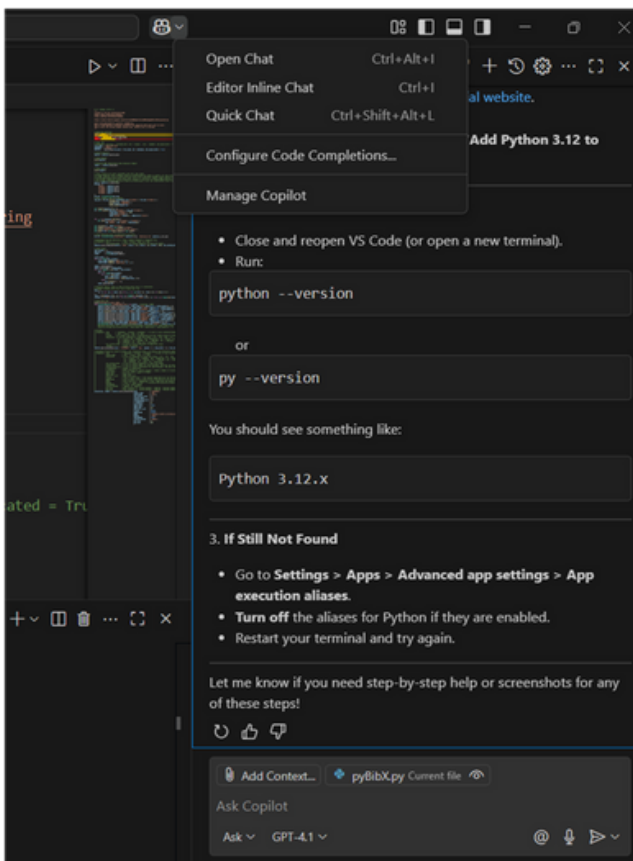 Open Chat Ctrl+Alt+I
Editor Inline Chat Ctrl+I
Quick Chat Ctrl+Shift+Alt+L
Configure Code Completions...
Manage Copilot
al website.
Add Python 3.12 to
ing
• Close and reopen VS Code (or open a new terminal).
• Run:
python --version
or
py --version
You should see something like:
Python 3.12.x
ated = Tru
3. If Still Not Found
• Go to Settings > Apps > Advanced app settings > App
execution aliases.
• Turn off the aliases for Python if they are enabled.
• Restart your terminal and try again.
Let me know if you need step-by-step help or screenshots for any
of these steps!
Add Context... pyBibX.py Current file
Ask Copilot
Ask GPT-4.1